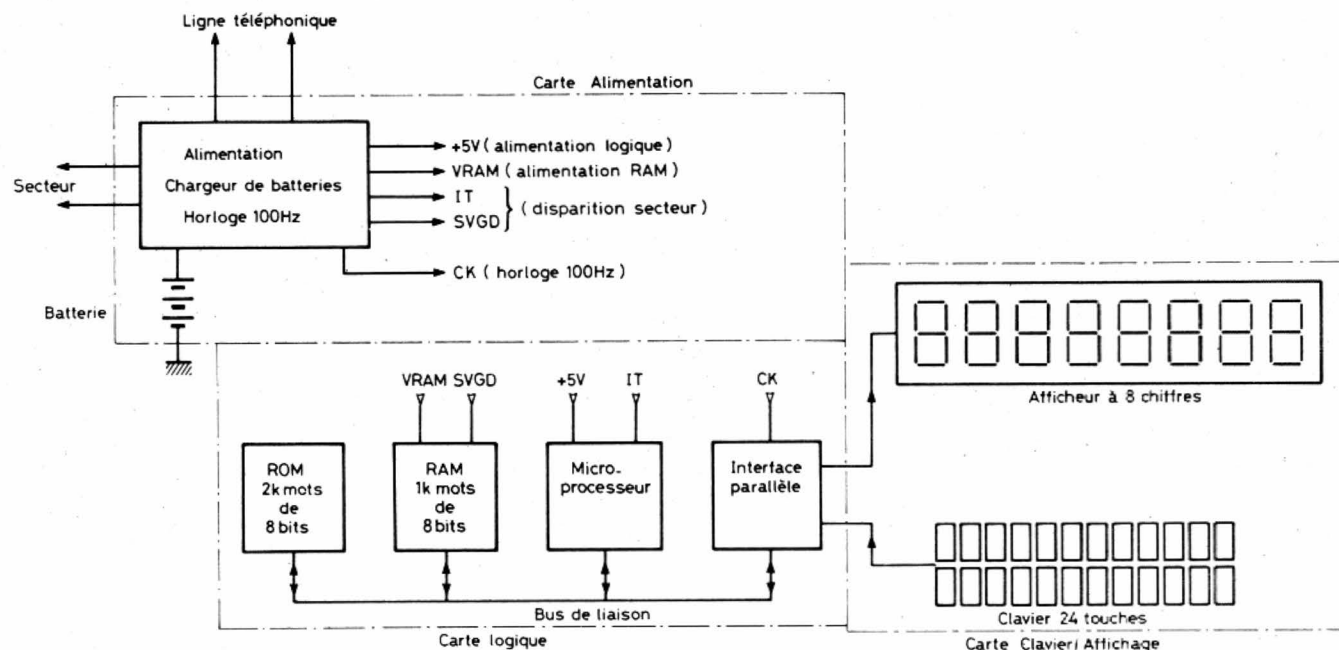 Ligne téléphonique
Carte Alimentation
Alimentation
Chargeur de batteries
Horloge 100Hz
Secteur
+5V ( alimentation logique )
VRAM ( alimentation RAM )
IT
SVGD
( disparition secteur )
CK ( horloge 100Hz )
Batterie
VRAM SVGD +5V IT CK
ROM
2k mots
de
8 bits
RAM
1k mots
de
8 bits
Micro-
processeur
Interface
parallèle
Bus de liaison
Carte logique
Afficheur à 8 chiffres
Clavier 24 touches
Carte Clavier/ Affichage